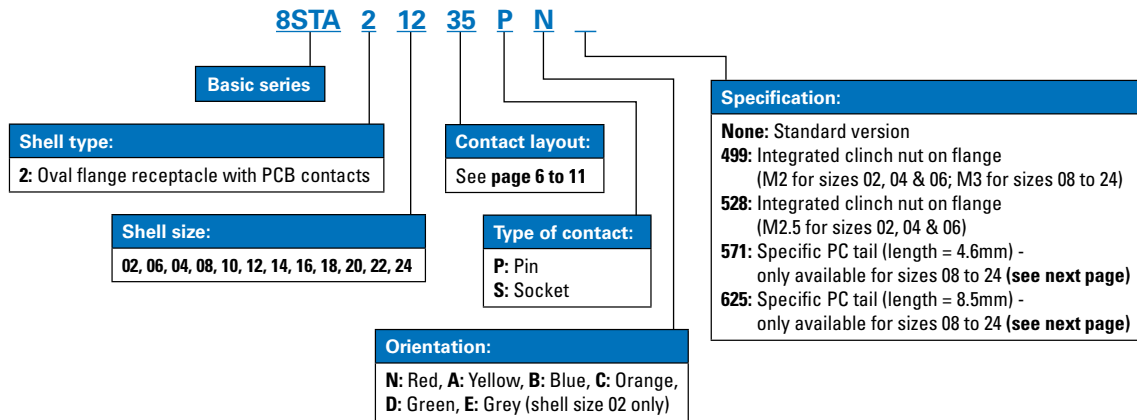 8STA 2 12 35 P N _
Basic series
Shell type:
2: Oval flange receptacle with PCB contacts
Shell size:
02, 06, 04, 08, 10, 12, 14, 16, 18, 20, 22, 24
Contact layout:
See page 6 to 11
Type of contact:
P: Pin
S: Socket
Orientation:
N: Red, A: Yellow, B: Blue, C: Orange,
D: Green, E: Grey (shell size 02 only)
Specification:
None: Standard version
499: Integrated clinch nut on flange
(M2 for sizes 02, 04 & 06; M3 for sizes 08 to 24)
528: Integrated clinch nut on flange
(M2.5 for sizes 02, 04 & 06)
571: Specific PC tail (length = 4.6mm) -
only available for sizes 08 to 24 (see next page)
625: Specific PC tail (length = 8.5mm) -
only available for sizes 08 to 24 (see next page)